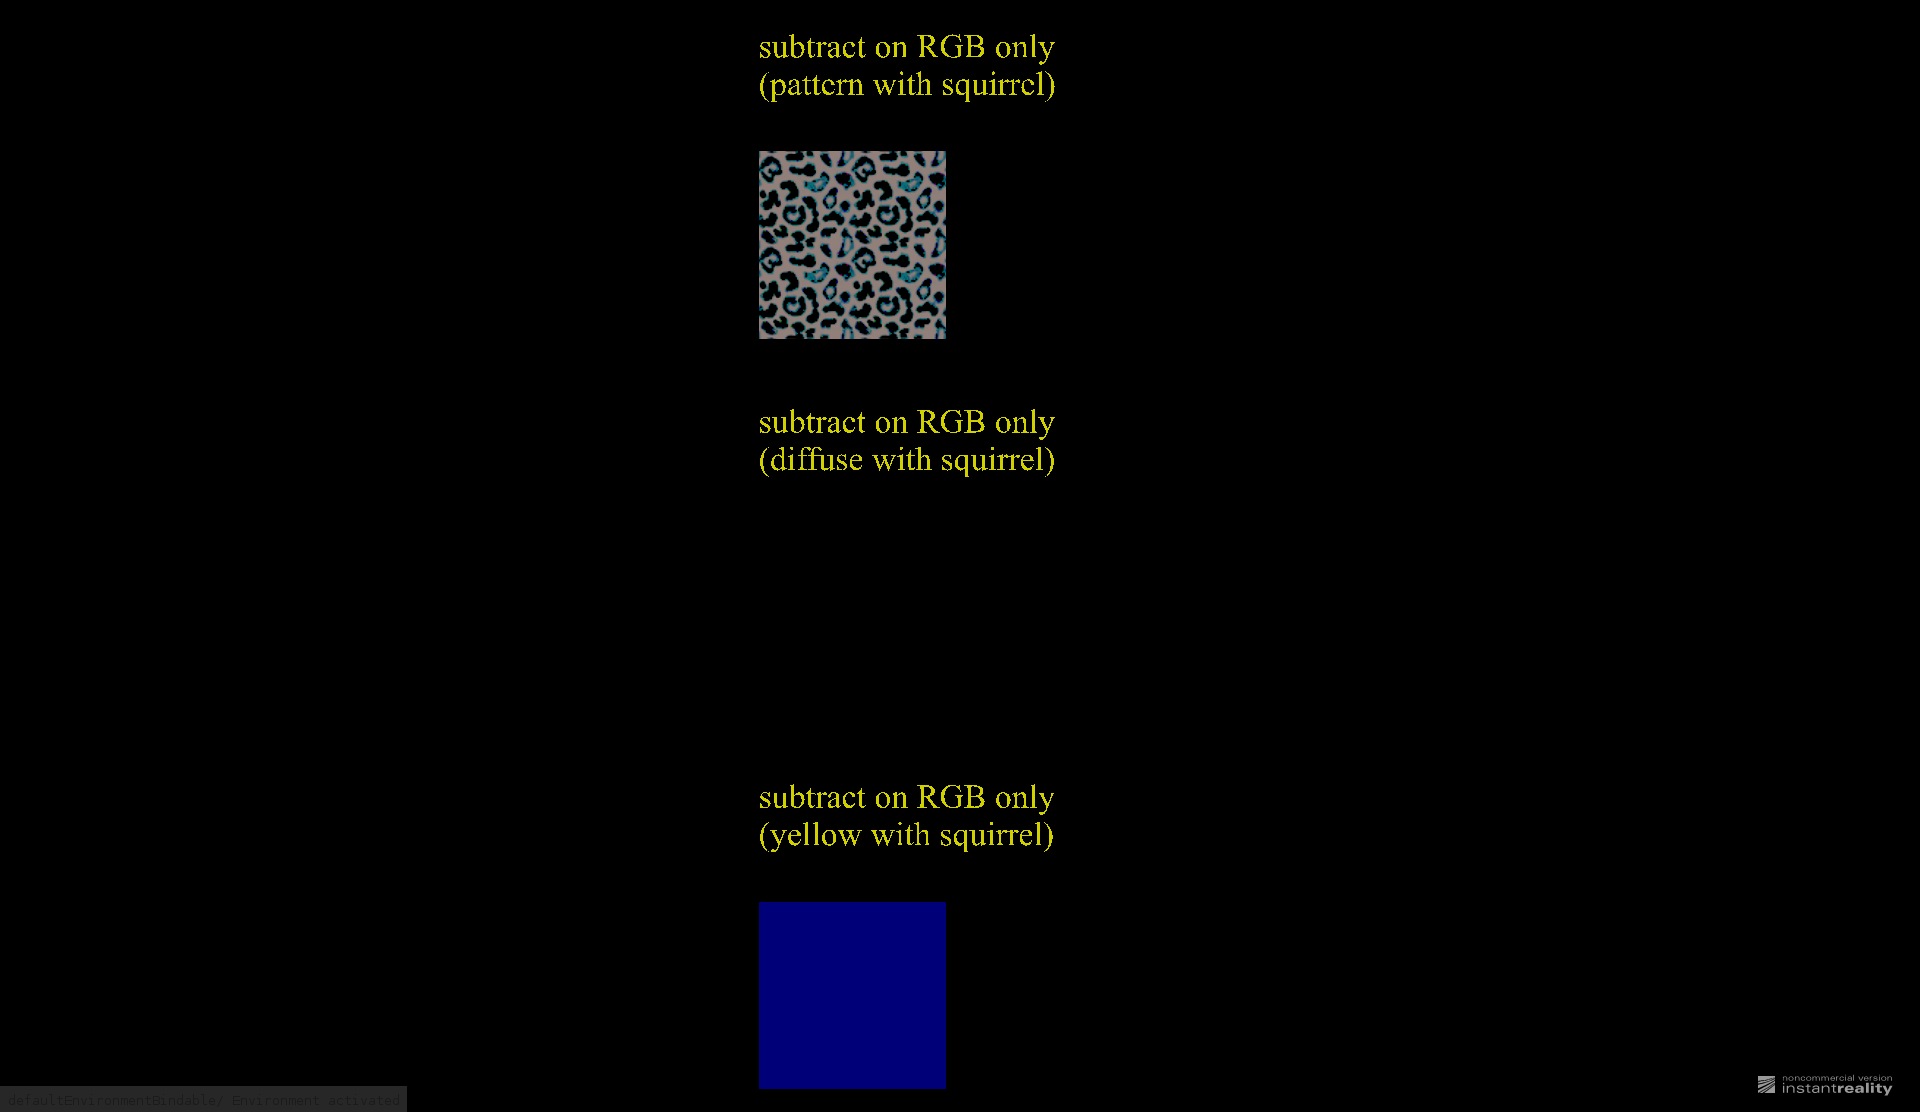 subtract on RGB only
(pattern with squirrel)
subtract on RGB only
(diffuse with squirrel)
subtract on RGB only
(yellow with squirrel)
defaultEnvironmentBindable/ Environment activated
noncommercial version
instantreality